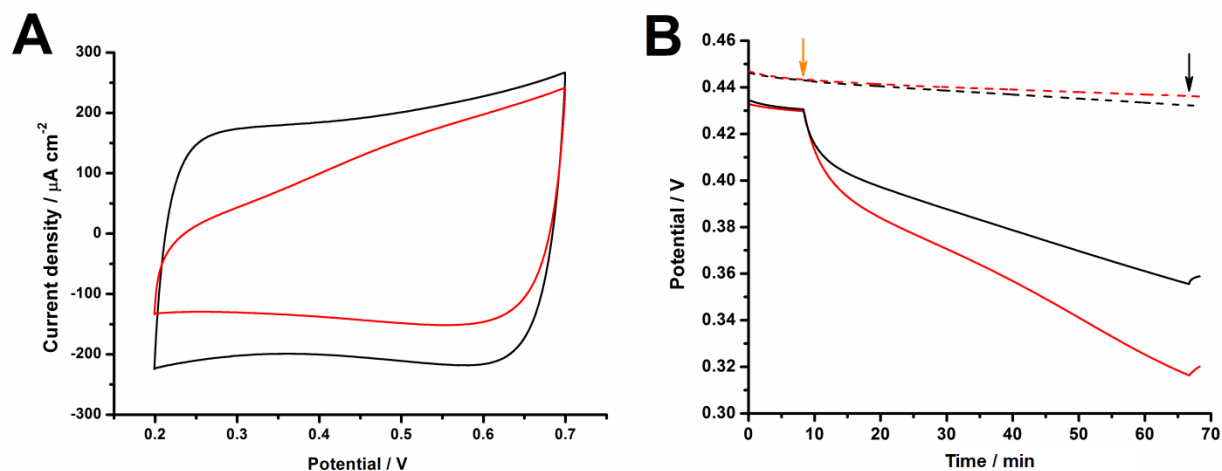 A
300
200
100
0
-100
-200
-300
0.2 0.3 0.4 0.5 0.6 0.7
Current density / µA cm-2
Potential / V
B
0.46
0.44
0.42
0.40
0.38
0.36
0.34
0.32
0.30
0 10 20 30 40 50 60 70
Potential / V
Time / min